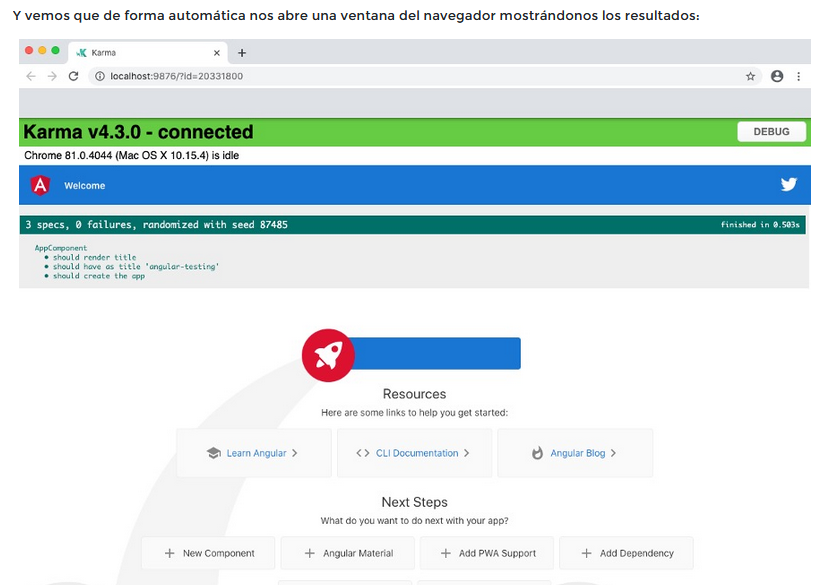 Y vemos que de forma automática nos abre una ventana del navegador mostrándonos los resultados:
Karma
localhost:9876/?id=20331800
Karma v4.3.0 - connected
DEBUG
Chrome 81.0.4044 (Mac OS X 10.15.4) is idle
Welcome
3 specs, 0 failures, randomized with seed 87485
finished in 0.503s
AppComponent
• should render title
• should have as title 'angular-testing'
• should create the app
Resources
Here are some links to help you get started:
Learn Angular
CLI Documentation
Angular Blog
Next Steps
What do you want to do next with your app?
New Component
Angular Material
Add PWA Support
Add Dependency